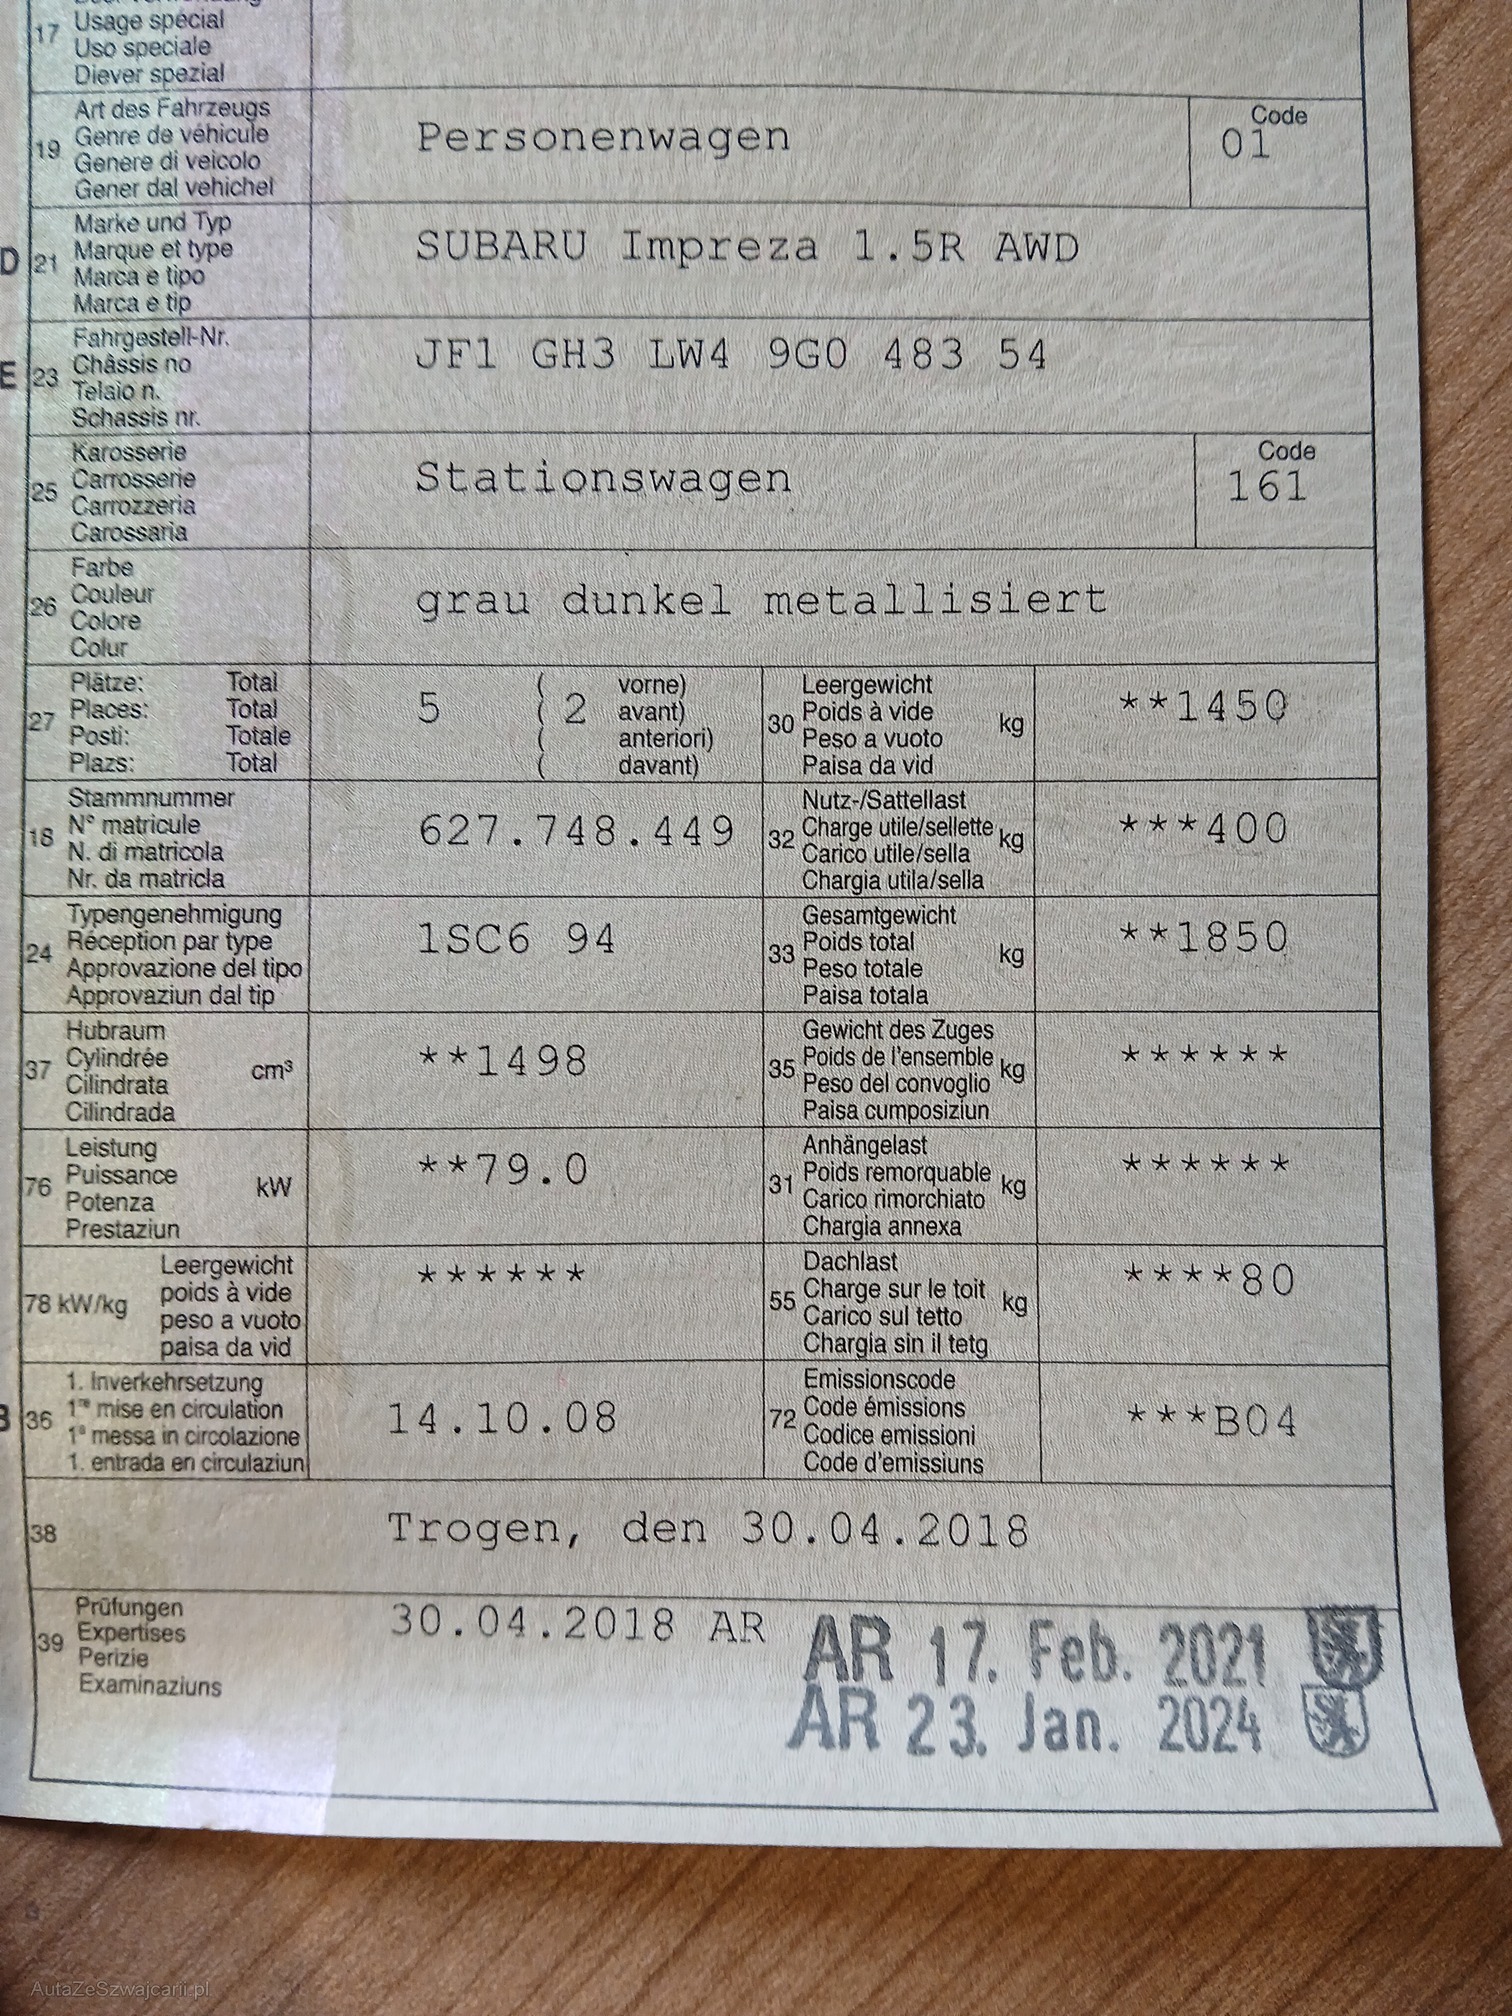 17 Usage spécial
Uso speciale
Diever spezial
19 Art des Fahrzeugs
Genre de véhicule
Genere di veicolo
Gener dal vehichel
Personenwagen
Code
01
D 21 Marke und Typ
Marque et type
Marca e tipo
Marca e tip
SUBARU Impreza 1.5R AWD
E 23 Fahrgestell-Nr.
Châssis no
Telaio n.
Schassis nr.
JF1 GH3 LW4 9G0 483 54
25 Karosserie
Carrosserie
Carrozzeria
Carossaria
Stationswagen
Code
161
26 Farbe
Couleur
Colore
Colur
grau dunkel metallisiert
27 Plätze: Total
Places: Total
Posti: Totale
Plazs: Total
5 ( 2 vorne)
( avant)
( anteriori)
( davant)
30 Leergewicht
Poids à vide kg
Peso a vuoto
Paisa da vid
**1450
18 Stammnummer
N° matricule
N. di matricola
Nr. da matricla
627.748.449
32 Nutz-/Sattellast
Charge utile/sellette kg
Carico utile/sella
Chargia utila/sella
***400
24 Typengenehmigung
Réception par type
Approvazione del tipo
Approvaziun dal tip
1SC6 94
33 Gesamtgewicht
Poids total kg
Peso totale
Paisa totala
**1850
37 Hubraum
Cylindrée cm³
Cilindrata
Cilindrada
**1498
35 Gewicht des Zuges
Poids de l'ensemble kg
Peso del convoglio
Paisa cumposiziun
******
76 Leistung
Puissance kW
Potenza
Prestaziun
**79.0
31 Anhängelast
Poids remorquable kg
Carico rimorchiato
Chargia annexa
******
78 kW/kg Leergewicht
poids à vide
peso a vuoto
paisa da vid
******
55 Dachlast
Charge sur le toit kg
Carico sul tetto
Chargia sin il tetg
****80
B 36 1. Inverkehrsetzung
1re mise en circulation
1a messa in circolazione
1. entrada en circulaziun
14.10.08
72 Emissionscode
Code émissions
Codice emissioni
Code d'emissiuns
***B04
38 Trogen, den 30.04.2018
39 Prüfungen
Expertises
Perizie
Examinaziuns
30.04.2018 AR
AR 17. Feb. 2021
AR 23. Jan. 2024
AutaZeSzwajcarii.pl